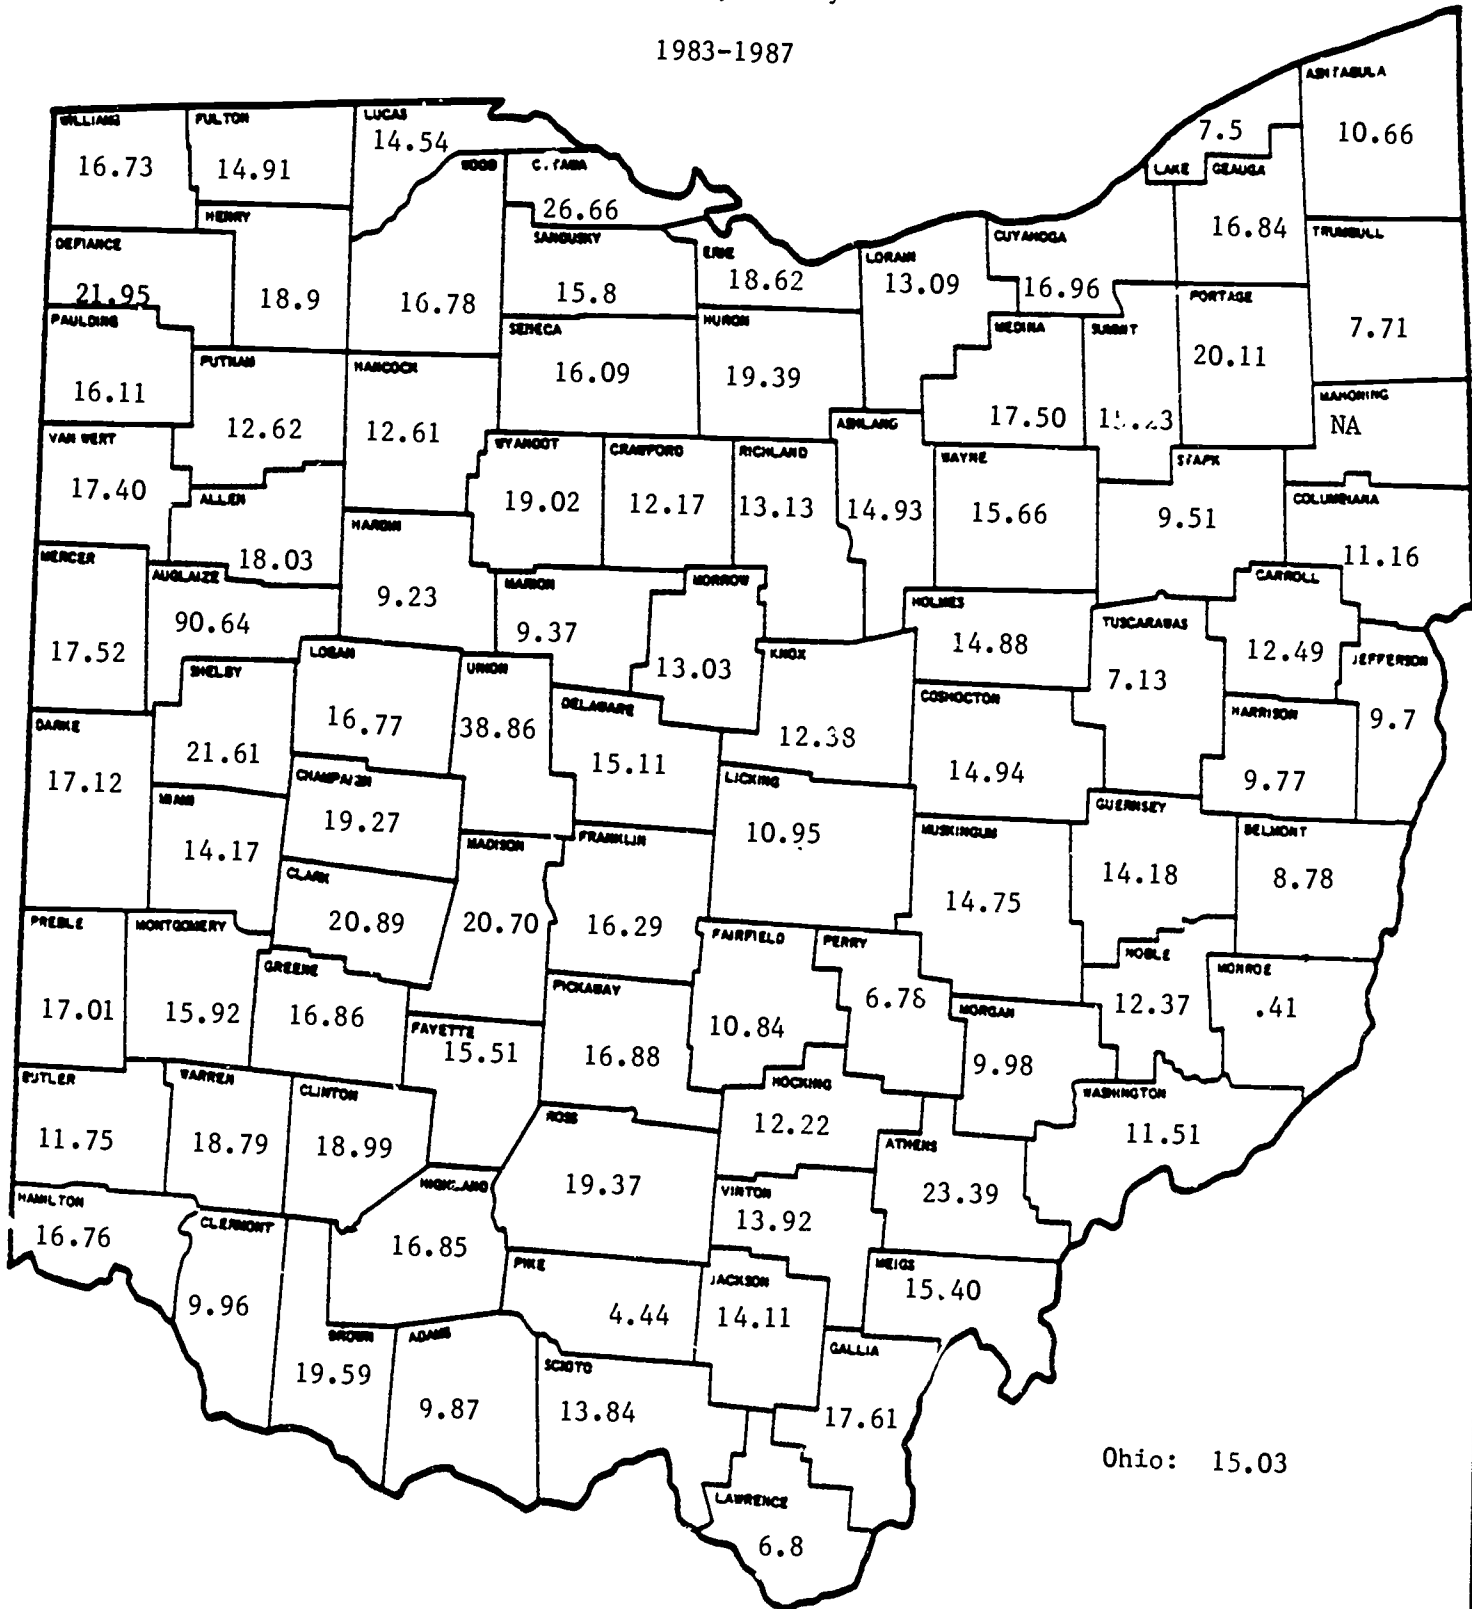 1983-1987
ASHTABULA
10.66
7.5
LAKE
GEAUGA
16.84
WILLIAMS
16.73
FULTON
14.91
LUCAS
14.54
WOOD
16.78
26.66
HENRY
18.9
DEFIANCE
21.95
SANDUSKY
15.8
ERIE
18.62
LORAIN
13.09
CUYAHOGA
16.96
TRUMBULL
7.71
PAULDING
16.11
PUTNAM
12.62
HANCOCK
12.61
SENECA
16.09
HURON
19.39
MEDINA
17.50
SUMMIT
PORTAGE
20.11
MAHONING
NA
VAN WERT
17.40
ALLEN
18.03
HARDIN
9.23
WYANDOT
19.02
CRAWFORD
12.17
RICHLAND
13.13
ASHLAND
14.93
WAYNE
15.66
STARK
9.51
COLUMBIANA
11.16
MERCER
17.52
AUGLAIZE
90.64
MARION
9.37
MORROW
13.03
HOLMES
14.88
TUSCARAWAS
7.13
CARROLL
12.49
JEFFERSON
9.7
SHELBY
21.61
LOGAN
16.77
UNION
38.86
DELAWARE
15.11
KNOX
12.38
COSHOCTON
14.94
HARRISON
9.77
DARKE
17.12
MIAMI
14.17
CHAMPAIGN
19.27
LICKING
10.95
MUSKINGUM
14.75
GUERNSEY
14.18
BELMONT
8.78
CLARK
20.89
MADISON
20.70
FRANKLIN
16.29
PREBLE
17.01
MONTGOMERY
15.92
GREENE
16.86
FAYETTE
15.51
PICKAWAY
16.88
FAIRFIELD
10.84
PERRY
6.78
MORGAN
9.98
NOBLE
12.37
MONROE
.41
BUTLER
11.75
WARREN
18.79
CLINTON
18.99
ROSS
19.37
HOCKING
12.22
ATHENS
23.39
WASHINGTON
11.51
HAMILTON
16.76
CLERMONT
9.96
HIGHLAND
16.85
VINTON
13.92
PIKE
4.44
JACKSON
14.11
MEIGS
15.40
BROWN
19.59
ADAMS
9.87
SCIOTO
13.84
GALLIA
17.61
LAWRENCE
6.8
Ohio: 15.03